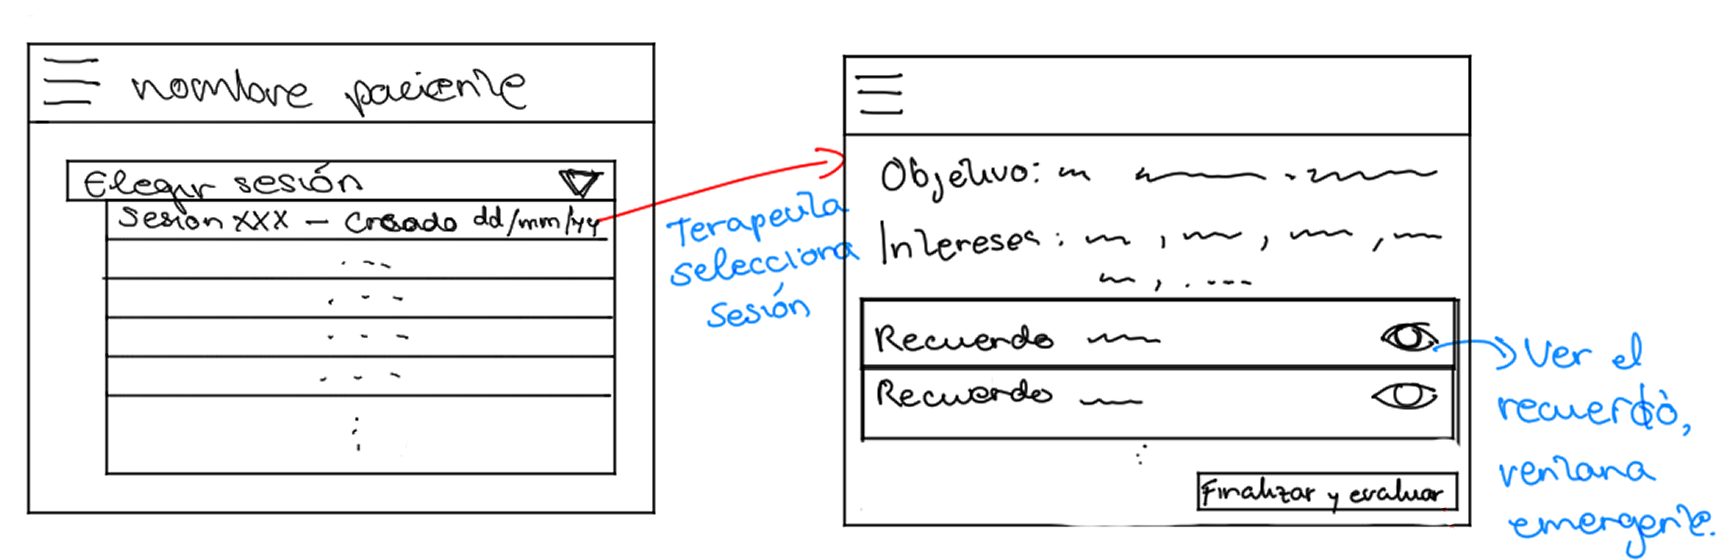 nombre paciente
Elegir sesión
Sesion XXX - Creado dd/mm/yy
Terapeuta
selecciona
sesión
Objetivo:
Intereses:
Recuerdo
Recuerdo
Finalizar y evaluar
Ver el
recuerdo,
ventana
emergente.